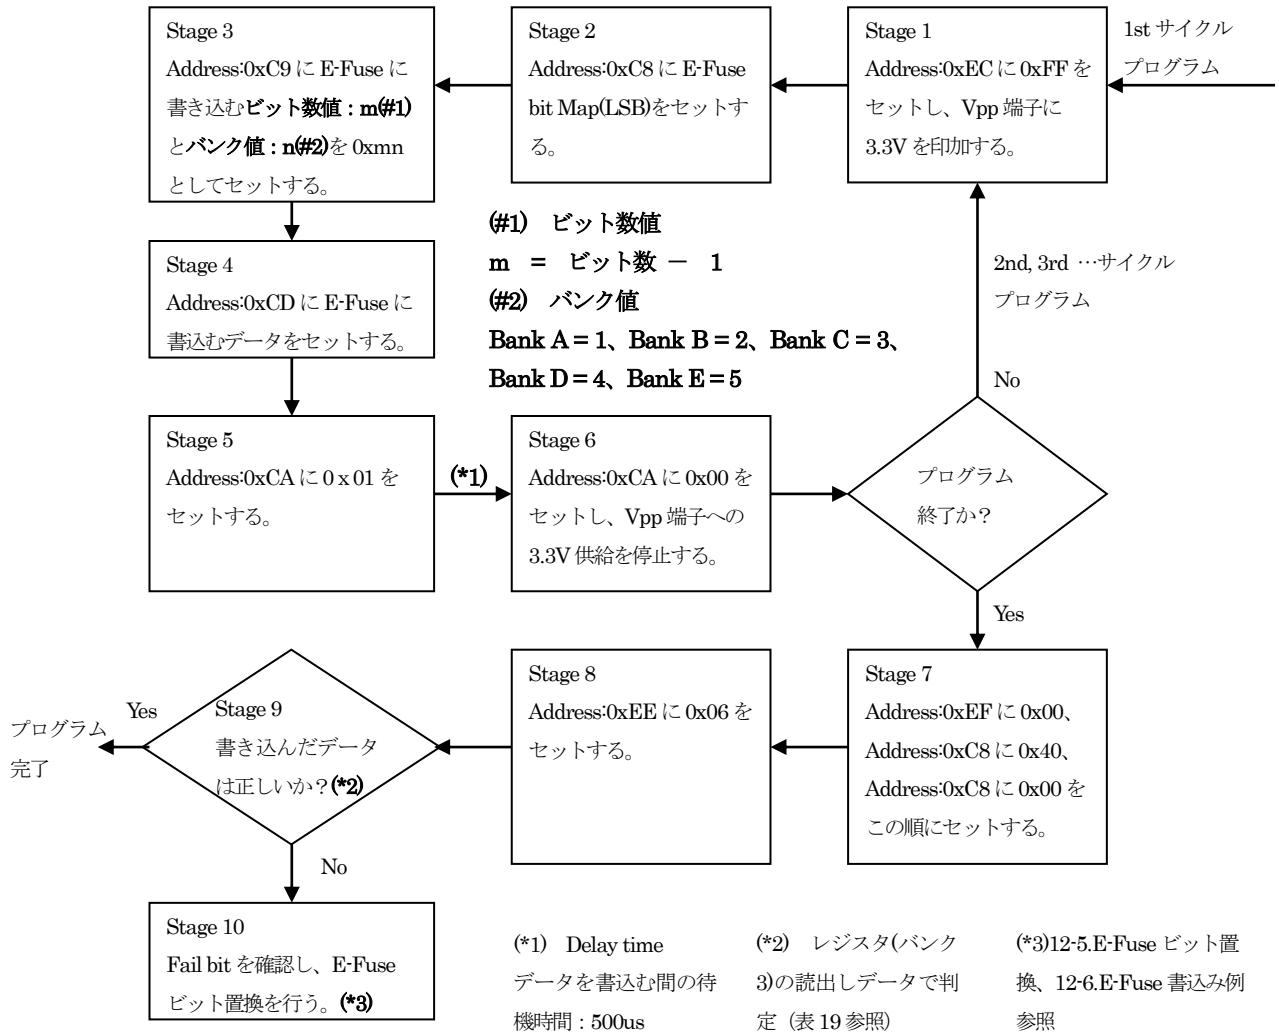 1st サイクル
プログラム
Stage 1
Address:0xEC に 0xFF を
セットし、Vpp 端子に
3.3V を印加する。
Stage 2
Address:0xC8 に E-Fuse
bit Map(LSB)をセットす
る。
Stage 3
Address:0xC9 に E-Fuse に
書き込むビット数値：m(#1)
とバンク値：n(#2)を 0xmn
としてセットする。
Stage 4
Address:0xCD に E-Fuse に
書込むデータをセットする。
(#1) ビット数値
m ＝ ビット数 － 1
(#2) バンク値
Bank A = 1、Bank B = 2、Bank C = 3、
Bank D = 4、Bank E = 5
2nd, 3rd …サイクル
プログラム
No
Stage 5
Address:0xCA に 0 x 01 を
セットする。
(*1)
Stage 6
Address:0xCA に 0x00 を
セットし、Vpp 端子への
3.3V 供給を停止する。
プログラム
終了か？
Yes
Stage 7
Address:0xEF に 0x00、
Address:0xC8 に 0x40、
Address:0xC8 に 0x00 を
この順にセットする。
Stage 8
Address:0xEE に 0x06 を
セットする。
Stage 9
書き込んだデータ
は正しいか？(*2)
Yes
プログラム
完了
No
Stage 10
Fail bit を確認し、E-Fuse
ビット置換を行う。(*3)
(*1) Delay time
データを書込む間の待
機時間：500us
(*2) レジスタ(バンク
3)の読出しデータで判
定（表 19 参照）
(*3)12-5.E-Fuse ビット置
換、12-6.E-Fuse 書込み例
参照